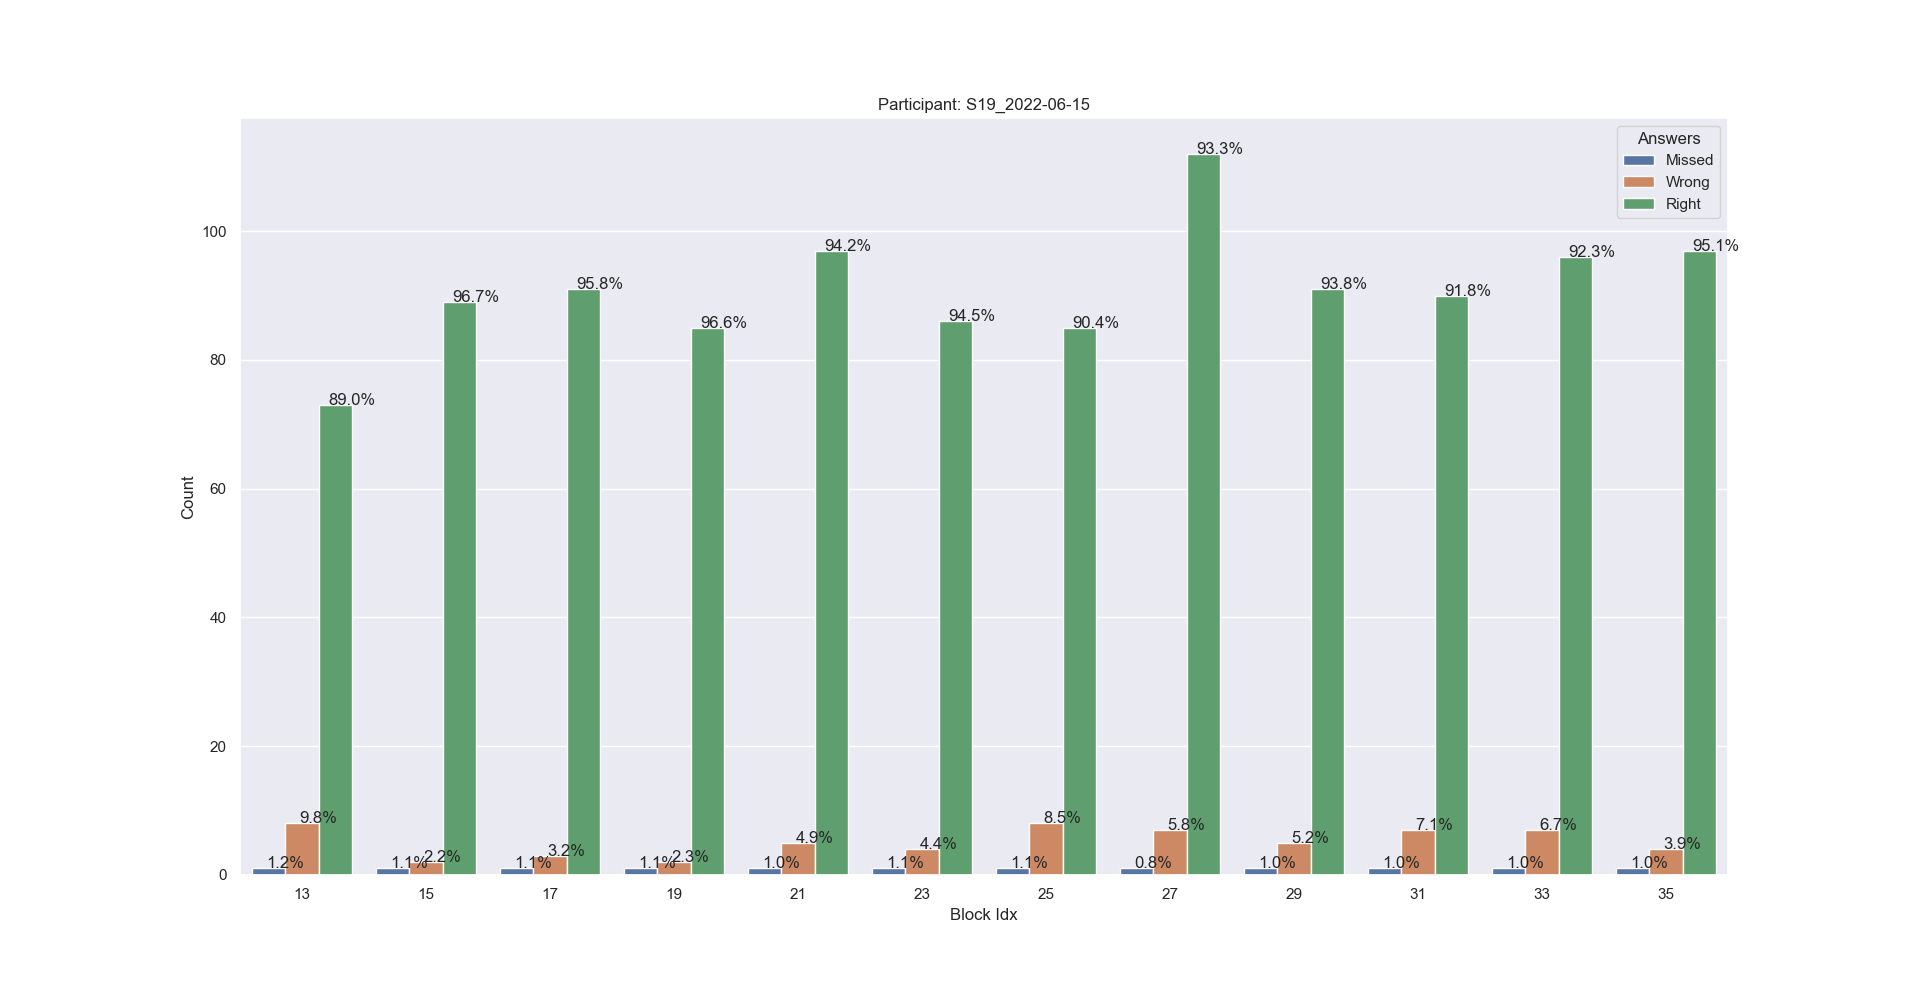 Participant: S19_2022-06-15
Answers
Missed
Wrong
Right
Count
100
80
60
40
20
0
1.2% 9.8% 89.0%
1.1% 2.2% 96.7%
1.1% 3.2% 95.8%
1.1% 2.3% 96.6%
1.0% 4.9% 94.2%
1.1% 4.4% 94.5%
1.1% 8.5% 90.4%
0.8% 5.8% 93.3%
1.0% 5.2% 93.8%
1.0% 7.1% 91.8%
1.0% 6.7% 92.3%
1.0% 3.9% 95.1%
13 15 17 19 21 23 25 27 29 31 33 35
Block Idx